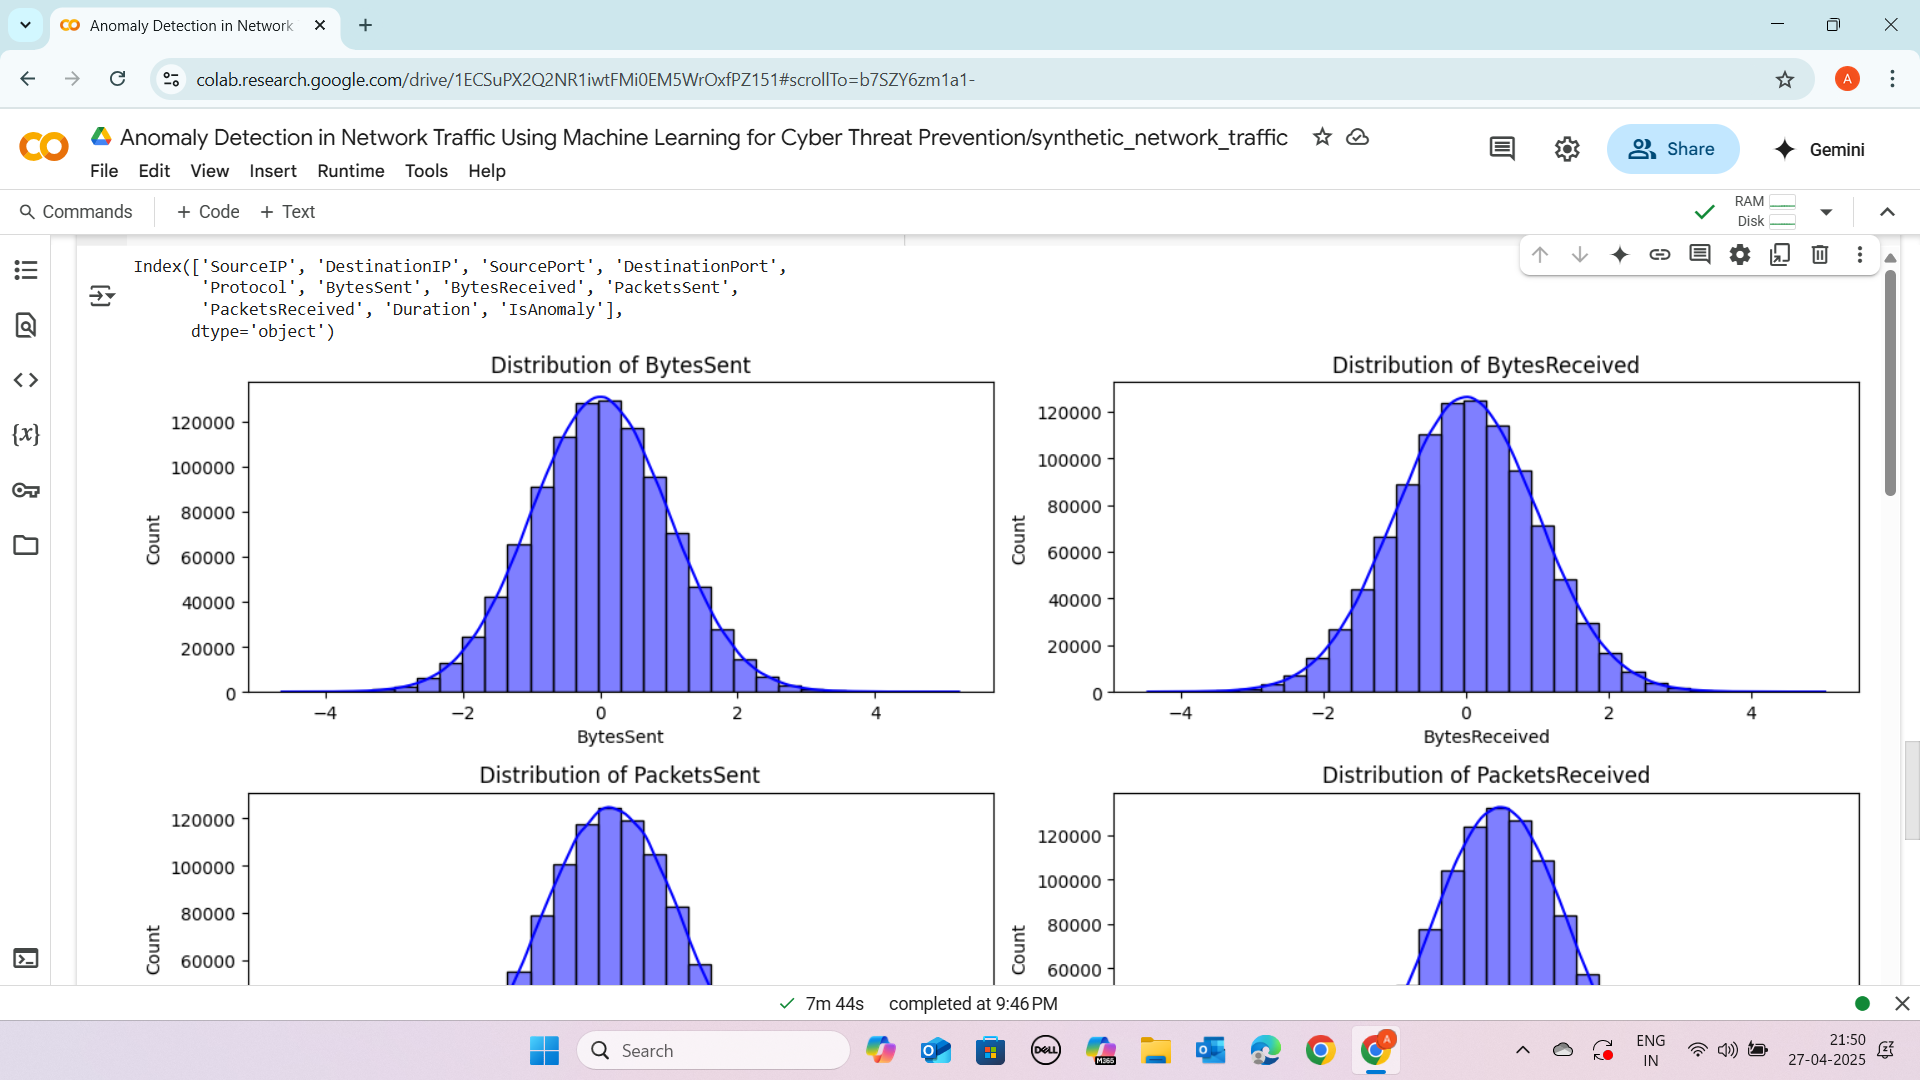 Anomaly Detection in Network
colab.research.google.com/drive/1ECSuPX2Q2NR1iwtFMi0EM5WrOxfPZ151#scrollTo=b7SZY6zm1a1-
A
Anomaly Detection in Network Traffic Using Machine Learning for Cyber Threat Prevention/synthetic_network_traffic
Share
Gemini
File Edit View Insert Runtime Tools Help
Commands + Code + Text
RAM
Disk
Index(['SourceIP', 'DestinationIP', 'SourcePort', 'DestinationPort',
'Protocol', 'BytesSent', 'BytesReceived', 'PacketsSent',
'PacketsReceived', 'Duration', 'IsAnomaly'],
dtype='object')
Distribution of BytesSent
Count
120000
100000
80000
60000
40000
20000
0
−4 −2 0 2 4
BytesSent
Distribution of BytesReceived
Count
120000
100000
80000
60000
40000
20000
0
−4 −2 0 2 4
BytesReceived
Distribution of PacketsSent
Count
120000
100000
80000
60000
Distribution of PacketsReceived
Count
120000
100000
80000
60000
7m 44s completed at 9:46 PM
Search
DELL
M365
A
ENG
IN
21:50
27-04-2025